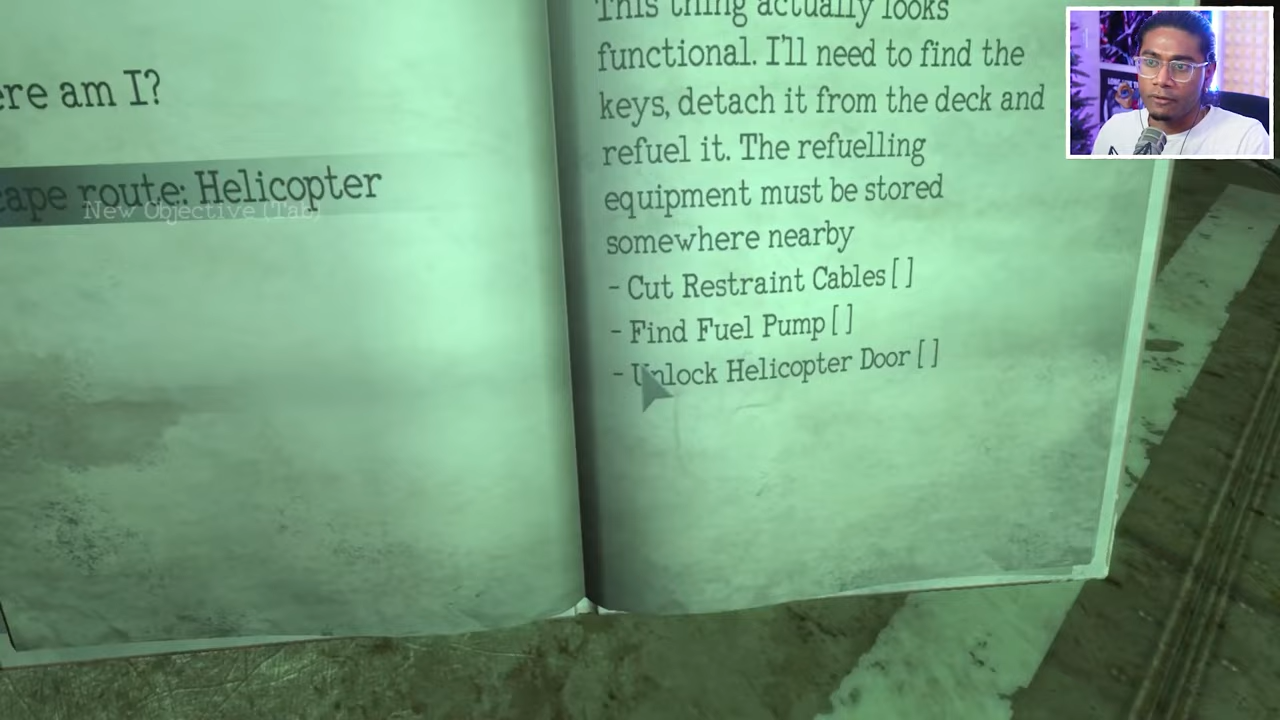 ere am I?
cape route: Helicopter
New Objective [Tab]
This thing actually looks
functional. I'll need to find the
keys, detach it from the deck and
refuel it. The refuelling
equipment must be stored
somewhere nearby
- Cut Restraint Cables [ ]
- Find Fuel Pump [ ]
- Unlock Helicopter Door [ ]